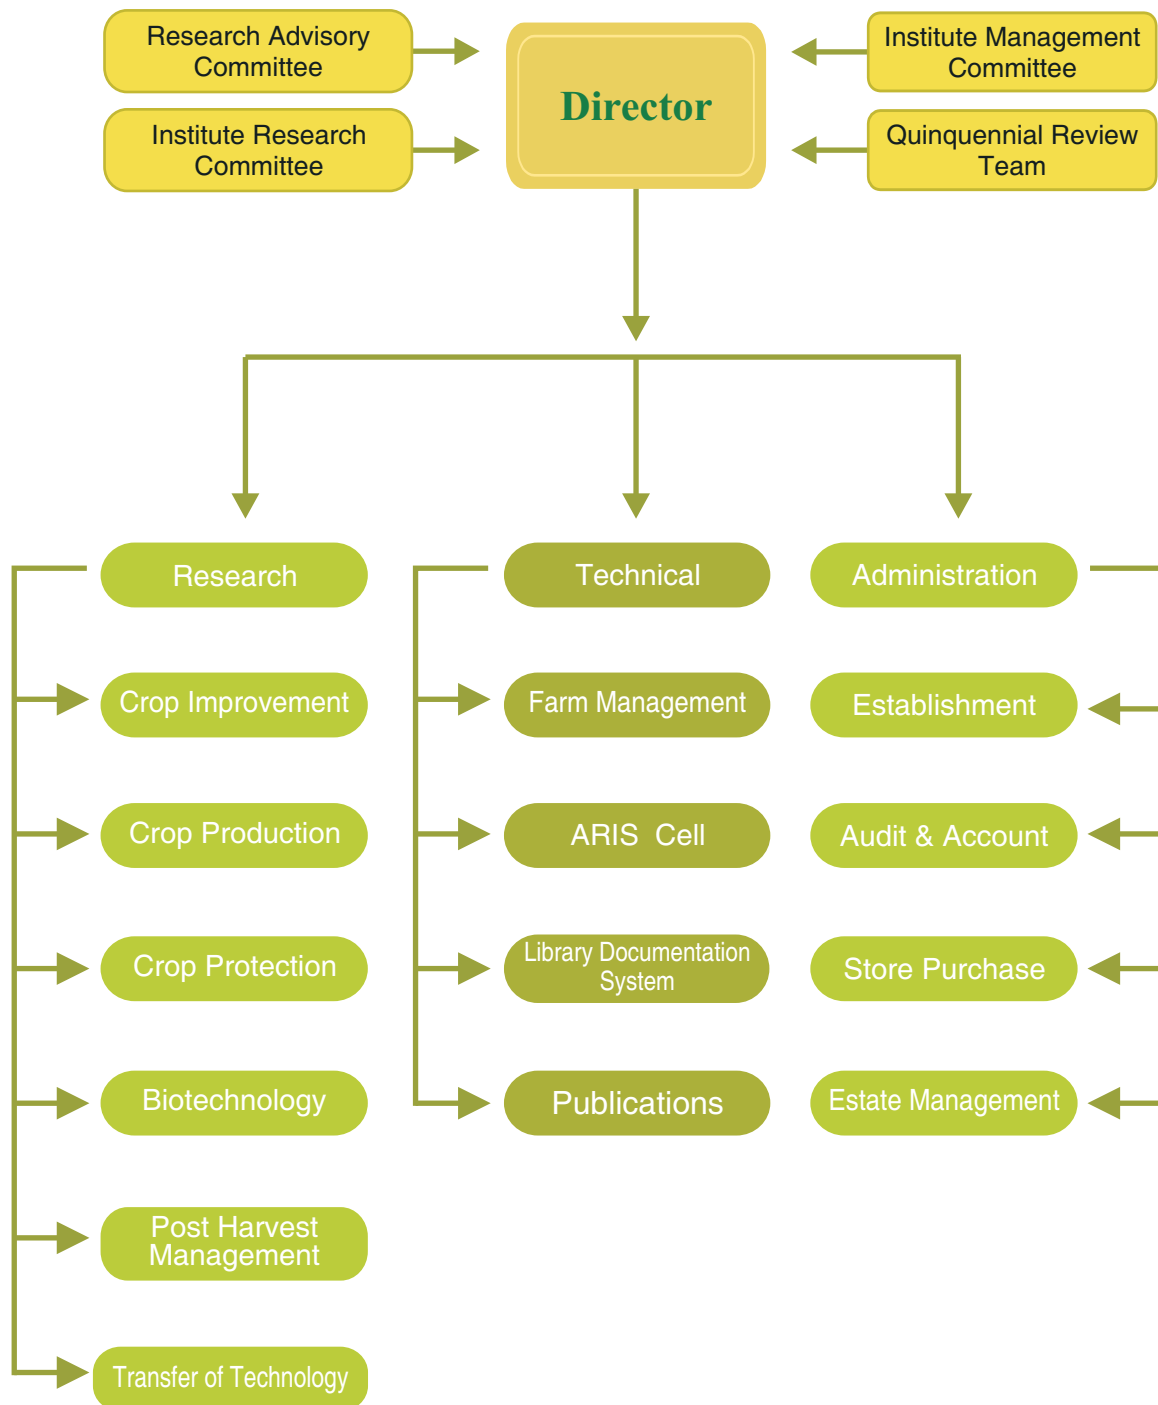 Research Advisory
Committee
Institute Research
Committee
Director
Institute Management
Committee
Quinquennial Review
Team
Research
Crop Improvement
Crop Production
Crop Protection
Biotechnology
Post Harvest
Management
Transfer of Technology
Technical
Farm Management
ARIS Cell
Library Documentation
System
Publications
Administration
Establishment
Audit & Account
Store Purchase
Estate Management